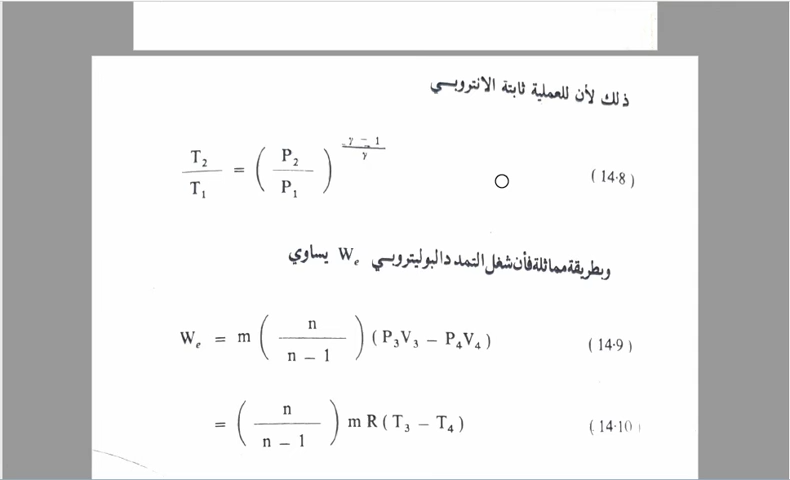 ذلك لأن للعملية ثابتة الانتروبي
T₂ / T₁ = ( P₂ / P₁ )^((γ − 1) / γ) (14·8)
وبطريقة مماثلة فأن شغل التمدد البوليتروبي Wₑ يساوي
Wₑ = m ( n / (n − 1) ) ( P₃V₃ − P₄V₄ ) (14·9)
= ( n / (n − 1) ) m R ( T₃ − T₄ ) (14·10)